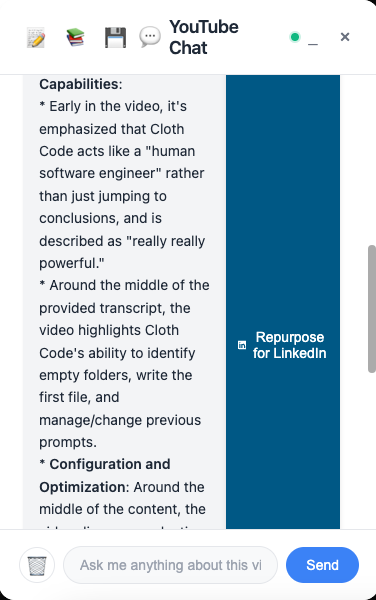 YouTube
Chat
Capabilities:
* Early in the video, it's
emphasized that Cloth
Code acts like a "human
software engineer" rather
than just jumping to
conclusions, and is
described as "really really
powerful."
* Around the middle of the
provided transcript, the
video highlights Cloth
Code's ability to identify
empty folders, write the
first file, and
manage/change previous
prompts.
* Configuration and
Optimization: Around the
middle of the content, the
Repurpose
for LinkedIn
Ask me anything about this vi
Send